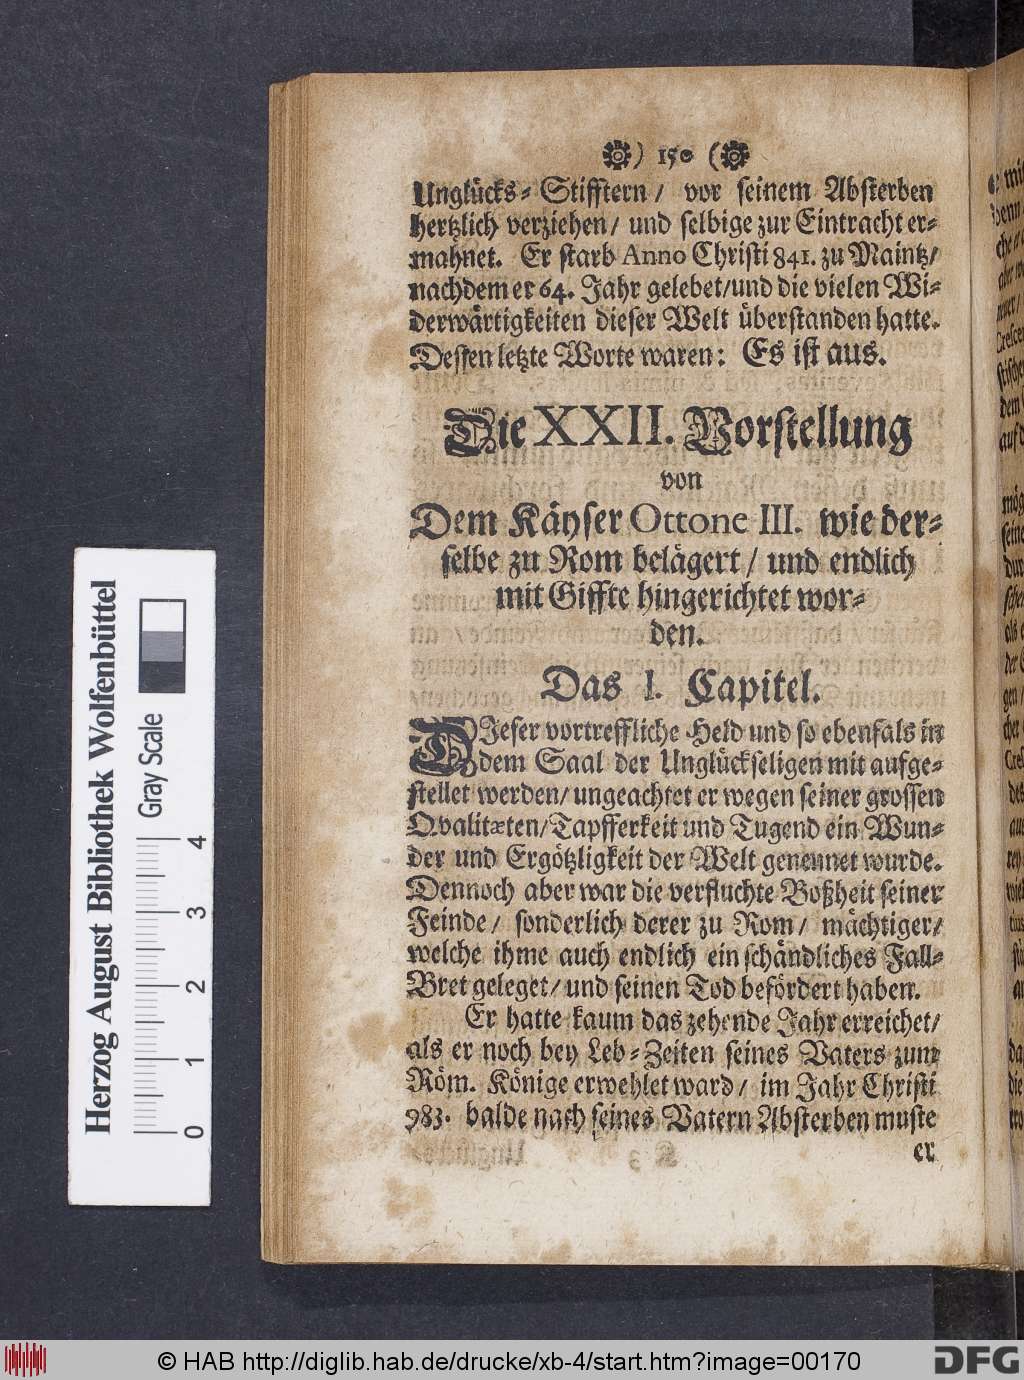 ) 150 (
Unglücks-Stifftern/ vor seinem Absterben
hertzlich verziehen/ und selbige zur Eintracht er-
mahnet. Er starb Anno Christi 841. zu Maintz/
nachdem er 64. Jahr gelebet/ und die vielen Wi-
derwärtigkeiten dieser Welt überstanden hatte.
Dessen letzte Worte waren: Es ist aus.
Die XXII. Vorstellung
von
Dem Käyser Ottone III. wie der-
selbe zu Rom belägert/ und endlich
mit Giffte hingerichtet wor-
den.
Das I. Capitel.
DJeser vortreffliche Held und so ebenfals in
dem Saal der Unglückseligen mit aufge-
stellet werden/ ungeachtet er wegen seiner grossen
Qvalitæten/ Tapfferkeit und Tugend ein Wun-
der und Ergötzligkeit der Welt genennet wurde.
Dennoch aber war die verfluchte Boßheit seiner
Feinde/ sonderlich derer zu Rom/ mächtiger/
welche ihme auch endlich ein schändliches Fall-
Bret geleget/ und seinen Tod befördert haben.
Er hatte kaum das zehende Jahr erreichet/
als er noch bey Leb-Zeiten seines Vaters zum
Röm. Könige erwehlet ward/ im Jahr Christi
983. balde nach seines Vatern Absterben muste
er
Herzog August Bibliothek Wolfenbüttel
Gray Scale
0 1 2 3 4
© HAB http://diglib.hab.de/drucke/xb-4/start.htm?image=00170
DFG